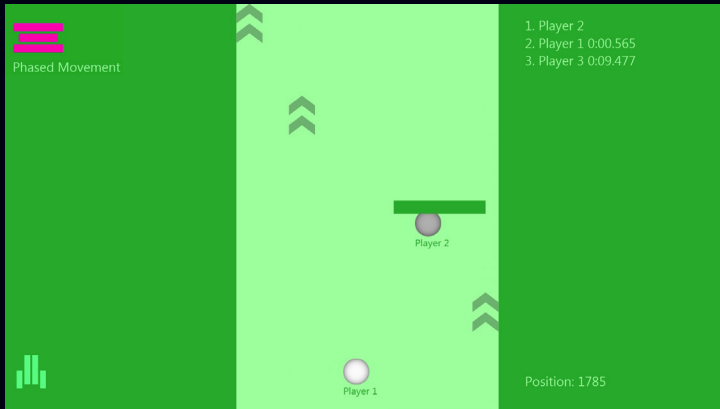 Phased Movement
1. Player 2
2. Player 1 0:00.565
3. Player 3 0:09.477
Player 2
Player 1
Position: 1785